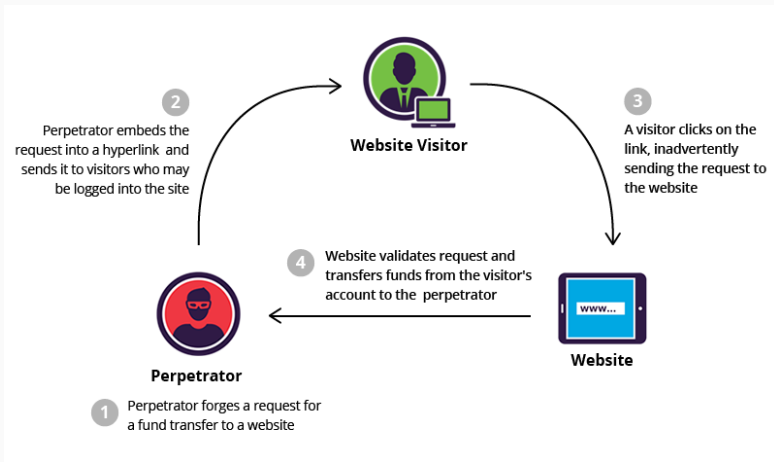 2
Perpetrator embeds the
request into a hyperlink and
sends it to visitors who may
be logged into the site
Website Visitor
3
A visitor clicks on the
link, inadvertently
sending the request to
the website
4
Website validates request and
transfers funds from the visitor's
account to the perpetrator
www...
Website
Perpetrator
1
Perpetrator forges a request for
a fund transfer to a website